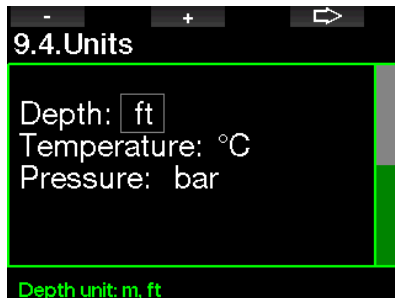 - +
9.4.Units
Depth: ft
Temperature: °C
Pressure: bar
Depth unit: m, ft